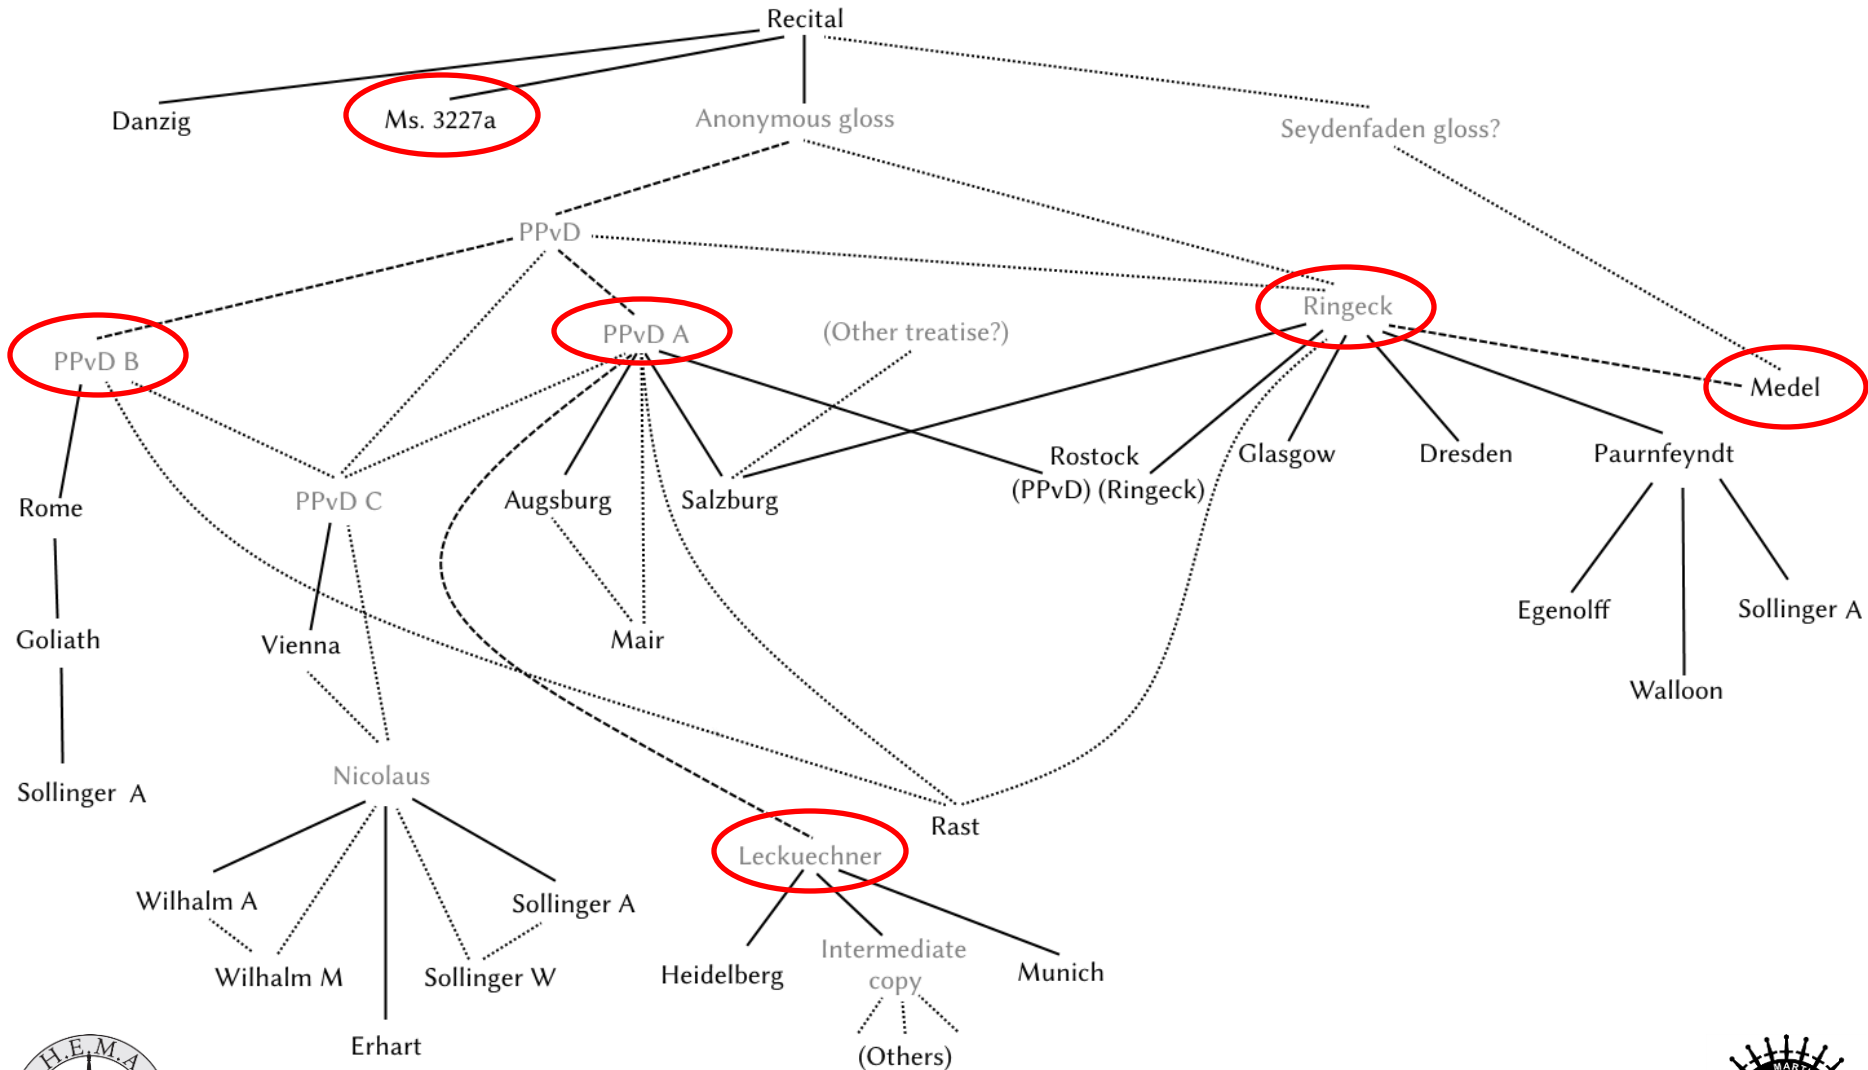 Recital
Danzig
Ms. 3227a
Anonymous gloss
Seydenfaden gloss?
PPvD
PPvD B
PPvD A
(Other treatise?)
Ringeck
Medel
Rome
PPvD C
Augsburg
Salzburg
Rostock
(PPvD) (Ringeck)
Glasgow
Dresden
Paurnfeyndt
Goliath
Vienna
Mair
Egenolff
Sollinger A
Walloon
Sollinger A
Nicolaus
Rast
Leckuechner
Wilhalm A
Sollinger A
Wilhalm M
Sollinger W
Heidelberg
Intermediate
copy
Munich
Erhart
(Others)
H.E.M.A
MART